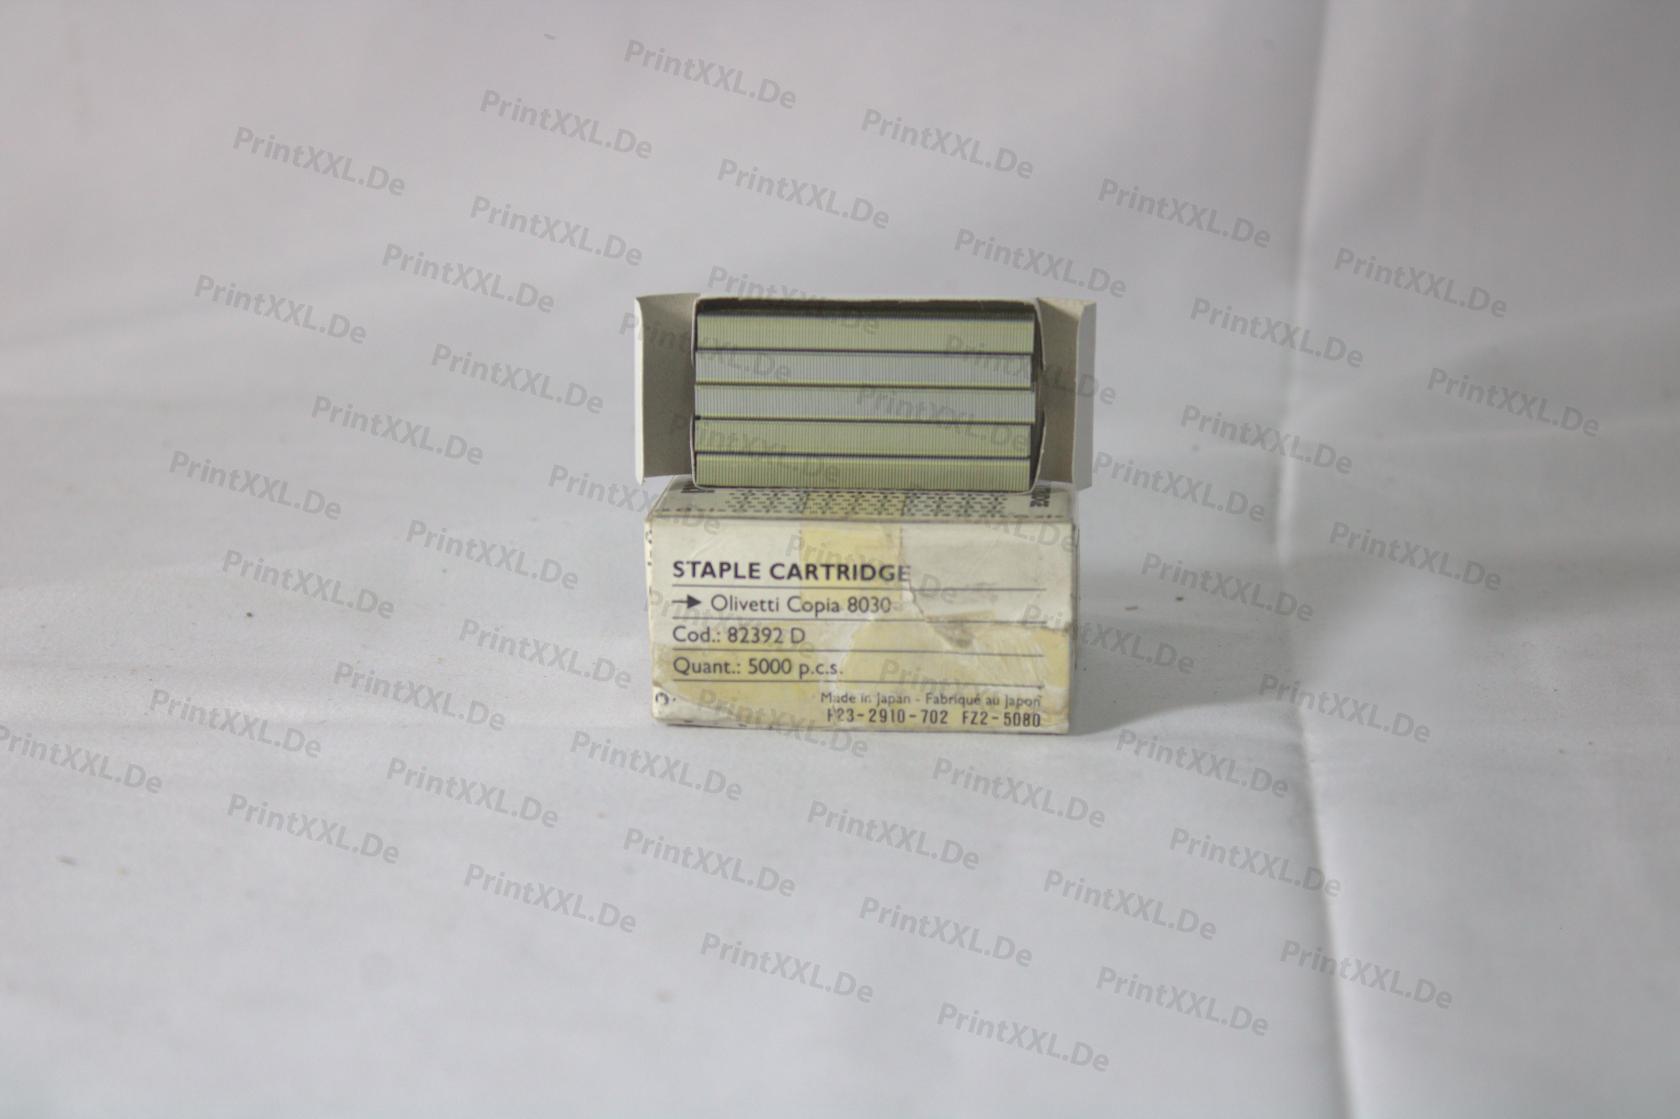 STAPLE CARTRIDGE
→ Olivetti Copia 8030
Cod.: 82392 D
Quant.: 5000 p.c.s.
Made in Japan - Fabriqué au Japon
F23-2910-702 FZ2-5080
PrintXXL.De